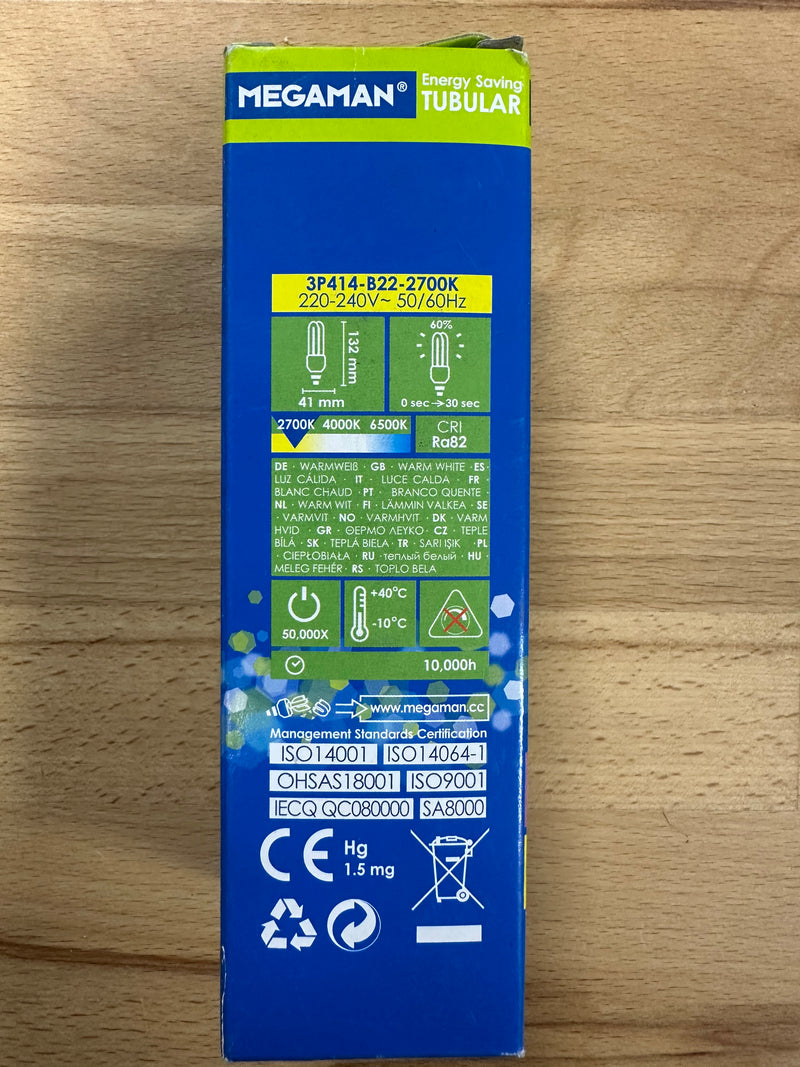 MEGAMAN® Energy Saving
TUBULAR
3P414-B22-2700K
220-240V~ 50/60Hz
132 mm
41 mm
60%
0 sec→30 sec
2700K 4000K 6500K
CRI
Ra82
DE · WARMWEIß · GB · WARM WHITE · ES ·
LUZ CÁLIDA · IT · LUCE CALDA · FR ·
BLANC CHAUD · PT · BRANCO QUENTE ·
NL · WARM WIT · FI · LÄMMIN VALKEA · SE
· VARMVIT · NO · VARMHVIT · DK · VARM
HVID · GR · ΘΕΡΜΟ ΛΕΥΚΟ · CZ · TEPLE
BÍLÁ · SK · TEPLÁ BIELA · TR · SARI IŞIK · PL
· CIEPŁOBIAŁA · RU · теплый белый · HU ·
MELEG FEHÉR · RS · TOPLO BELA
50,000X
+40°C
-10°C
10,000h
www.megaman.cc
Management Standards Certification
ISO14001 ISO14064-1
OHSAS18001 ISO9001
IECQ QC080000 SA8000
CE Hg
1.5 mg